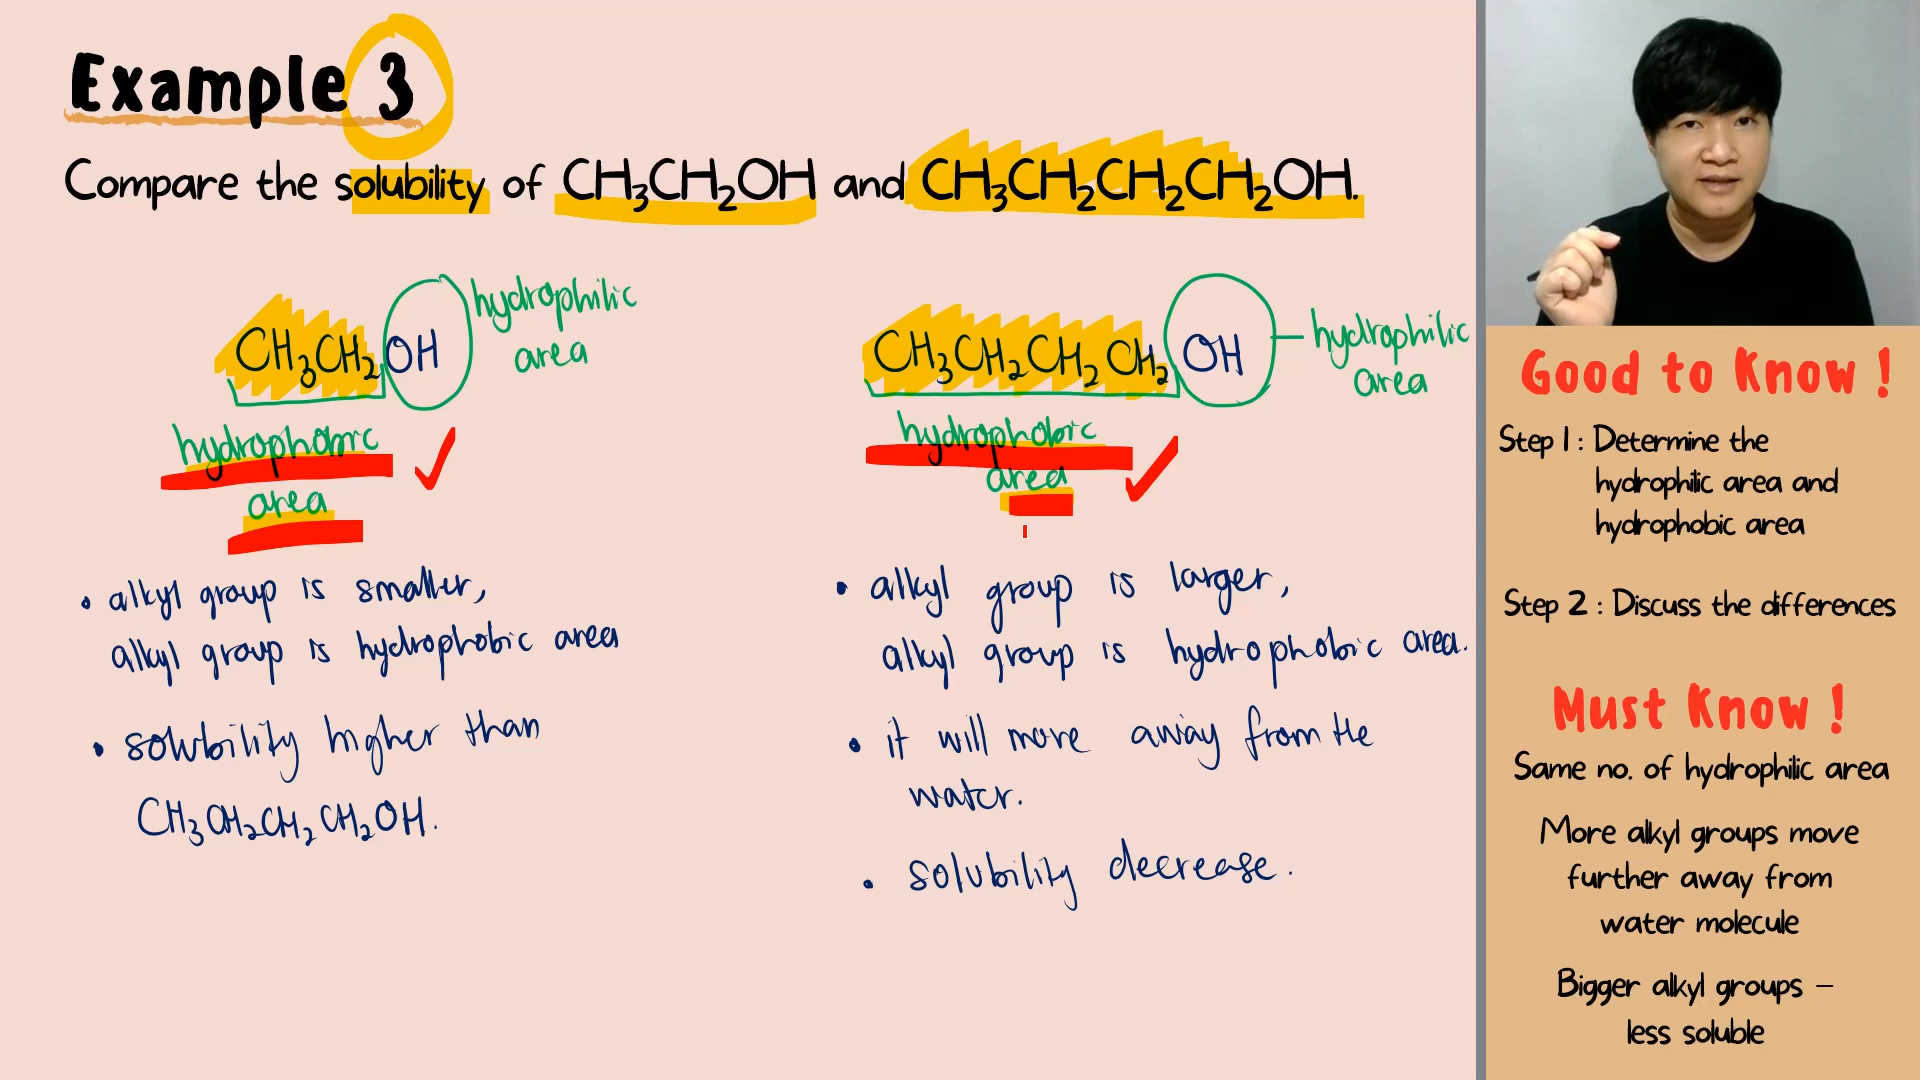 Example 3
Compare the solubility of CH₃CH₂OH and CH₃CH₂CH₂CH₂OH.
CH₃CH₂OH
hydrophilic
area
hydrophobic
area
• alkyl group is smaller,
alkyl group is hydrophobic area
• solubility higher than
CH₃CH₂CH₂CH₂OH.
CH₃CH₂CH₂CH₂OH
hydrophilic
area
hydrophobic
area
• alkyl group is larger,
alkyl group is hydrophobic area.
• it will move away from the
water.
• solubility decrease.
Good to Know !
Step 1 : Determine the
hydrophilic area and
hydrophobic area
Step 2 : Discuss the differences
Must Know !
Same no. of hydrophilic area
More alkyl groups move
further away from
water molecule
Bigger alkyl groups –
less soluble